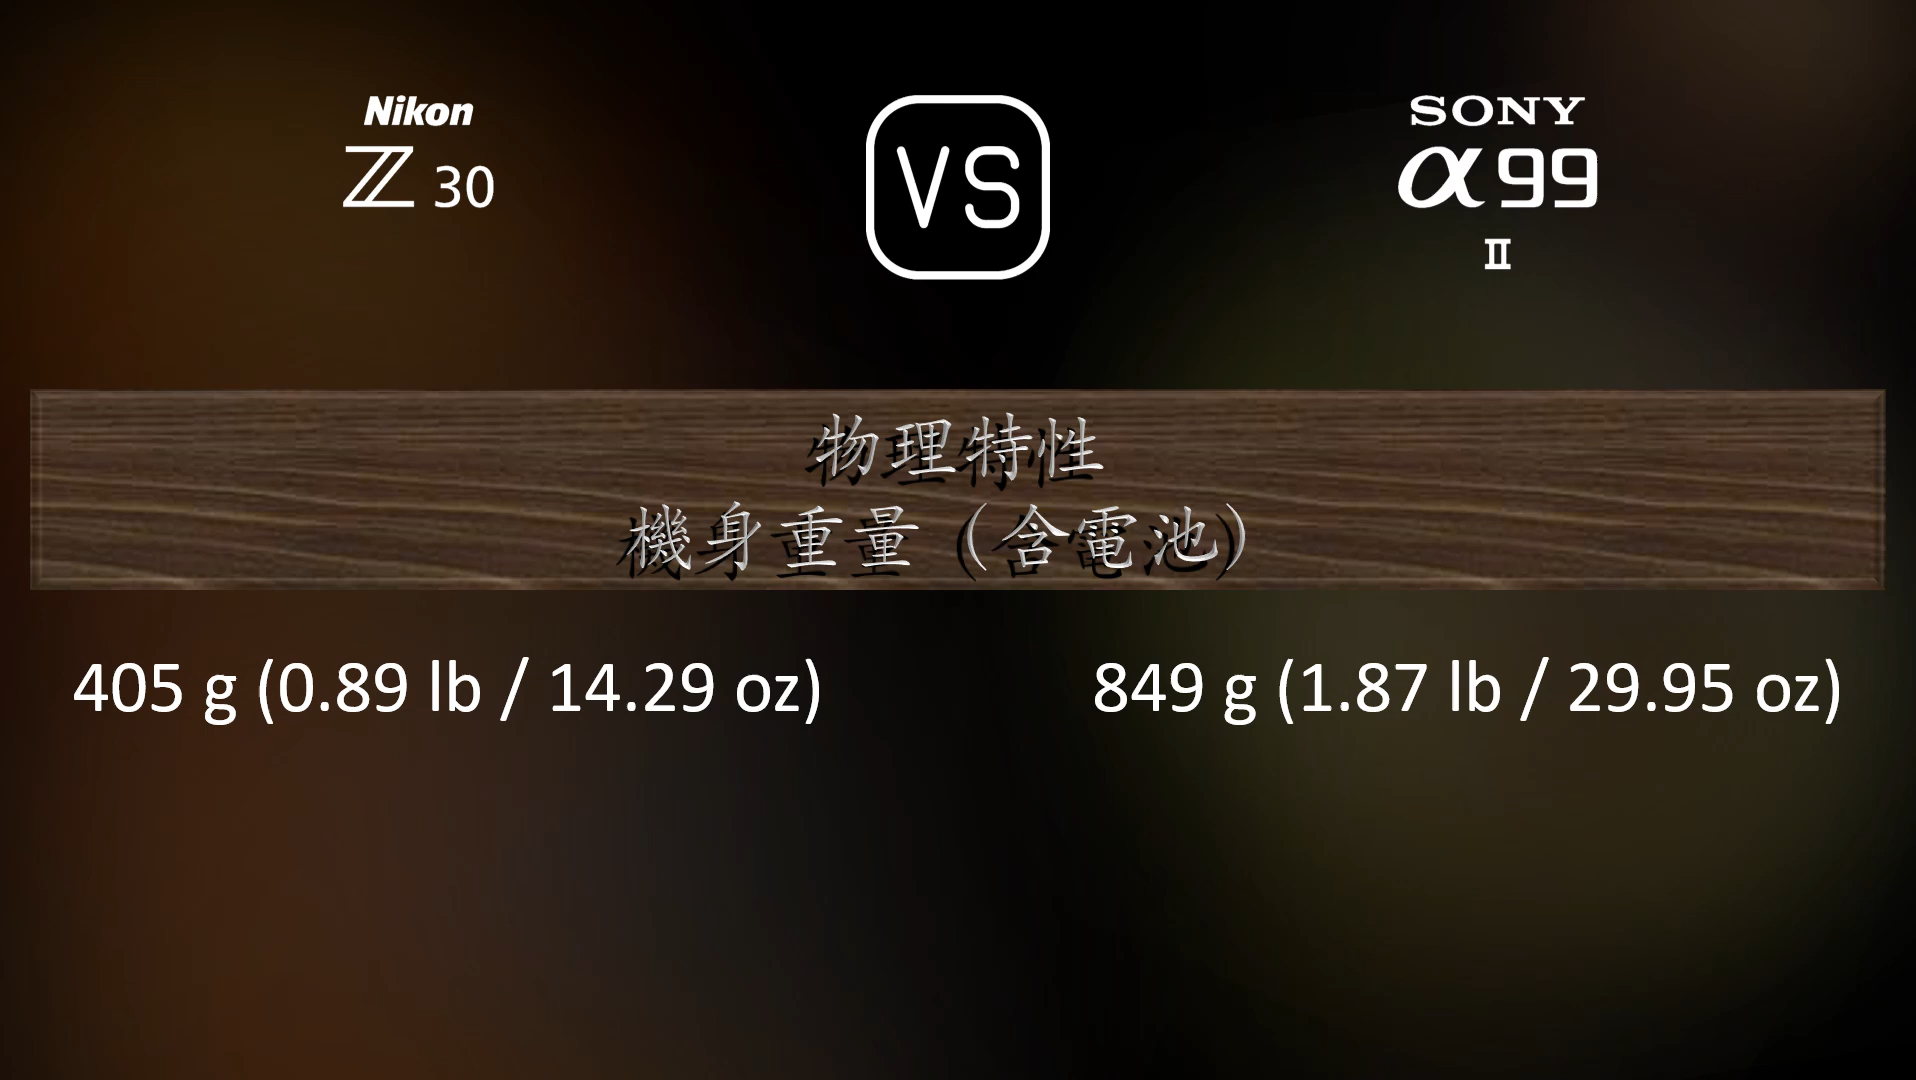 Nikon
Z 30
VS
SONY
α99
II
物理特性
機身重量（含電池）
405 g (0.89 lb / 14.29 oz)
849 g (1.87 lb / 29.95 oz)